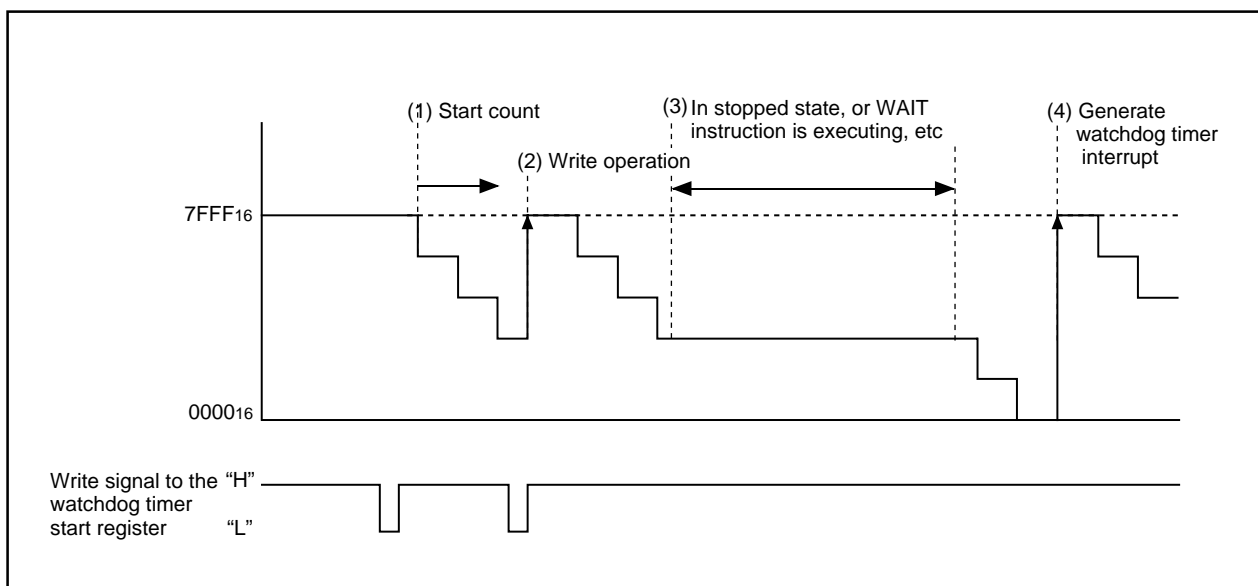 (1) Start count
(2) Write operation
(3) In stopped state, or WAIT
instruction is executing, etc
(4) Generate
watchdog timer
interrupt
7FFF16
000016
Write signal to the “H”
watchdog timer
start register “L”